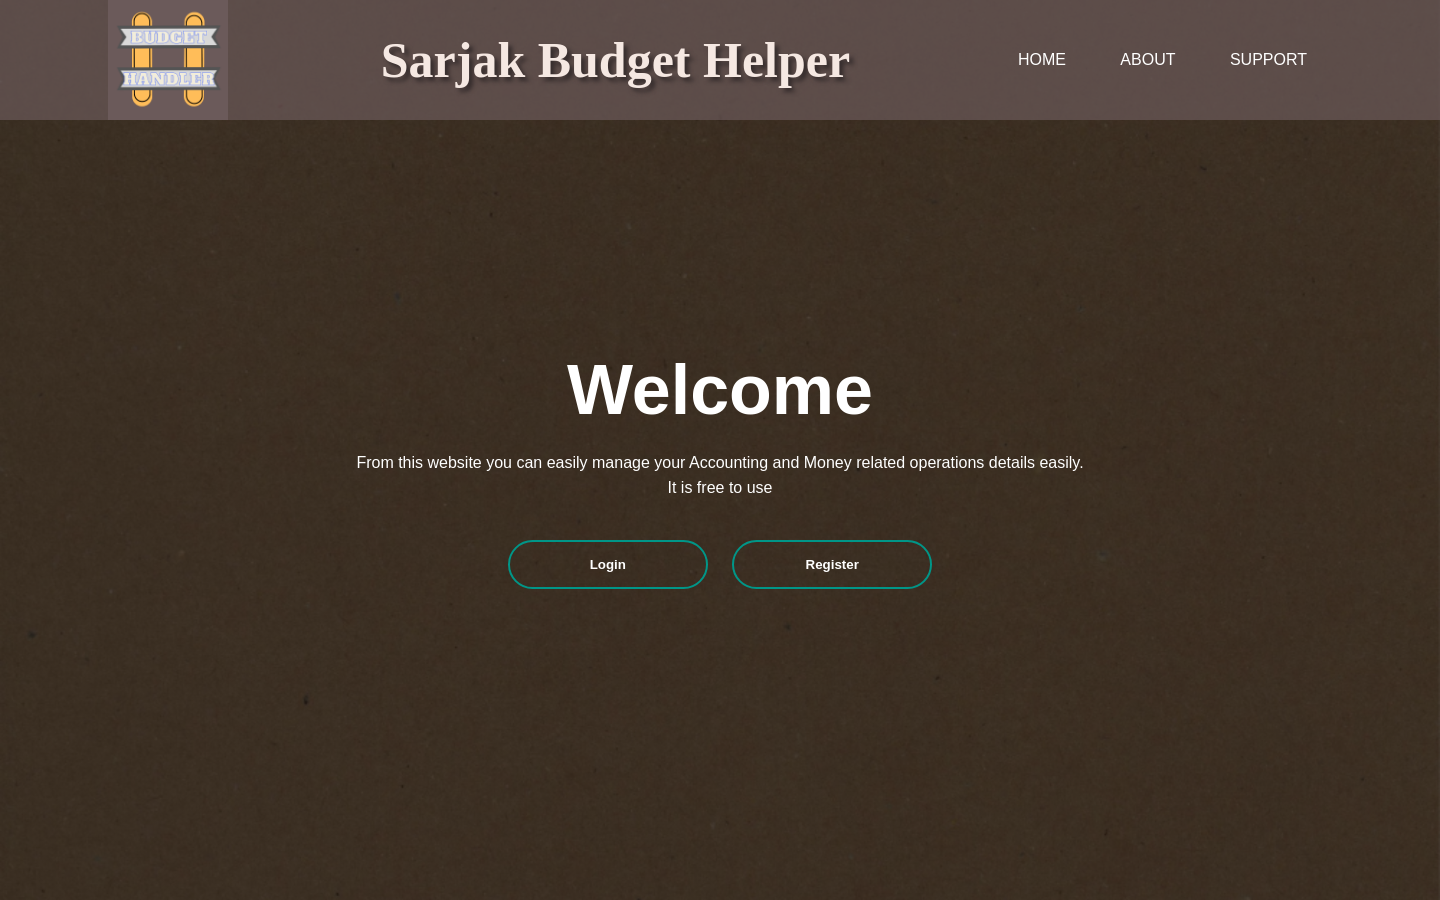 BUDGET
HANDLER
Sarjak Budget Helper
HOME ABOUT SUPPORT
Welcome
From this website you can easily manage your Accounting and Money related operations details easily.
It is free to use
Login Register